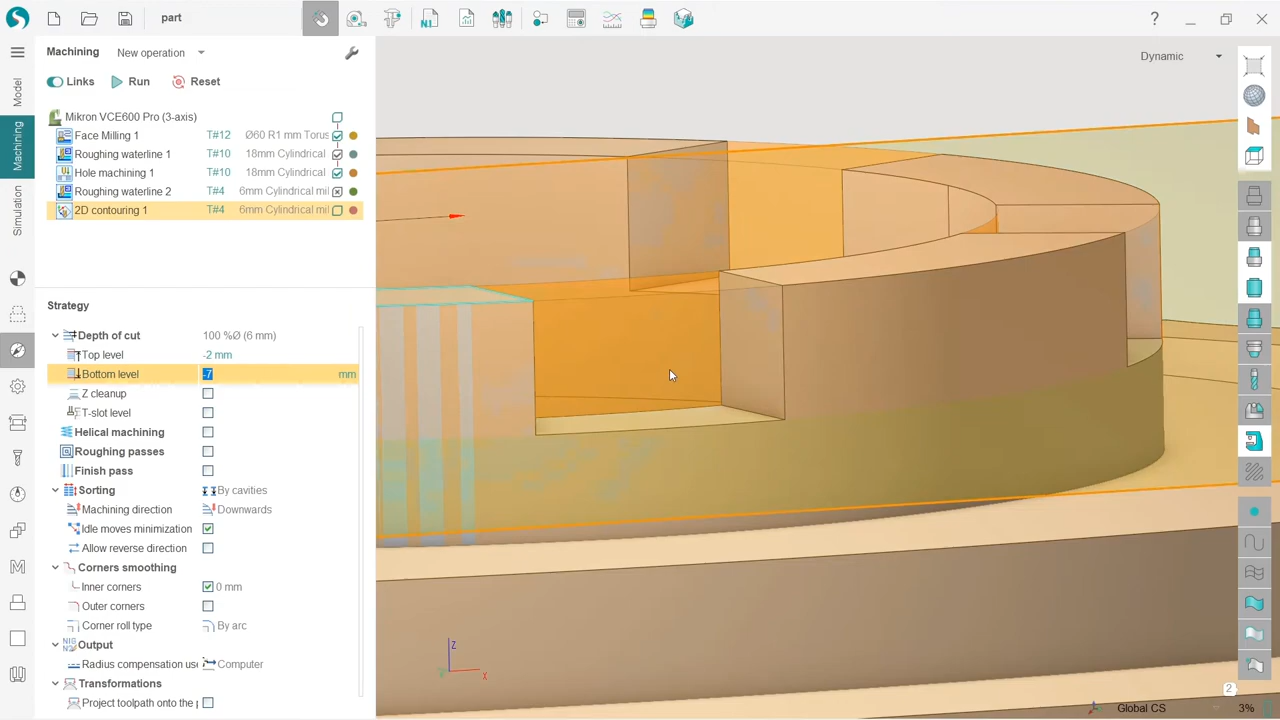 part
?
Machining New operation
Links Run Reset
Dynamic
Mikron VCE600 Pro (3-axis)
Face Milling 1 T#12 Ø60 R1 mm Torus
Roughing waterline 1 T#10 18mm Cylindrical
Hole machining 1 T#10 18mm Cylindrical
Roughing waterline 2 T#4 6mm Cylindrical mil
2D contouring 1 T#4 6mm Cylindrical mil
Model
Machining
Simulation
Strategy
Depth of cut 100 %Ø (6 mm)
Top level -2 mm
Bottom level -7 mm
Z cleanup
T-slot level
Helical machining
Roughing passes
Finish pass
Sorting By cavities
Machining direction Downwards
Idle moves minimization
Allow reverse direction
Corners smoothing
Inner corners 0 mm
Outer corners
Corner roll type By arc
Output
Radius compensation use Computer
Transformations
Project toolpath onto the p
Z
X
2
Global CS 3%